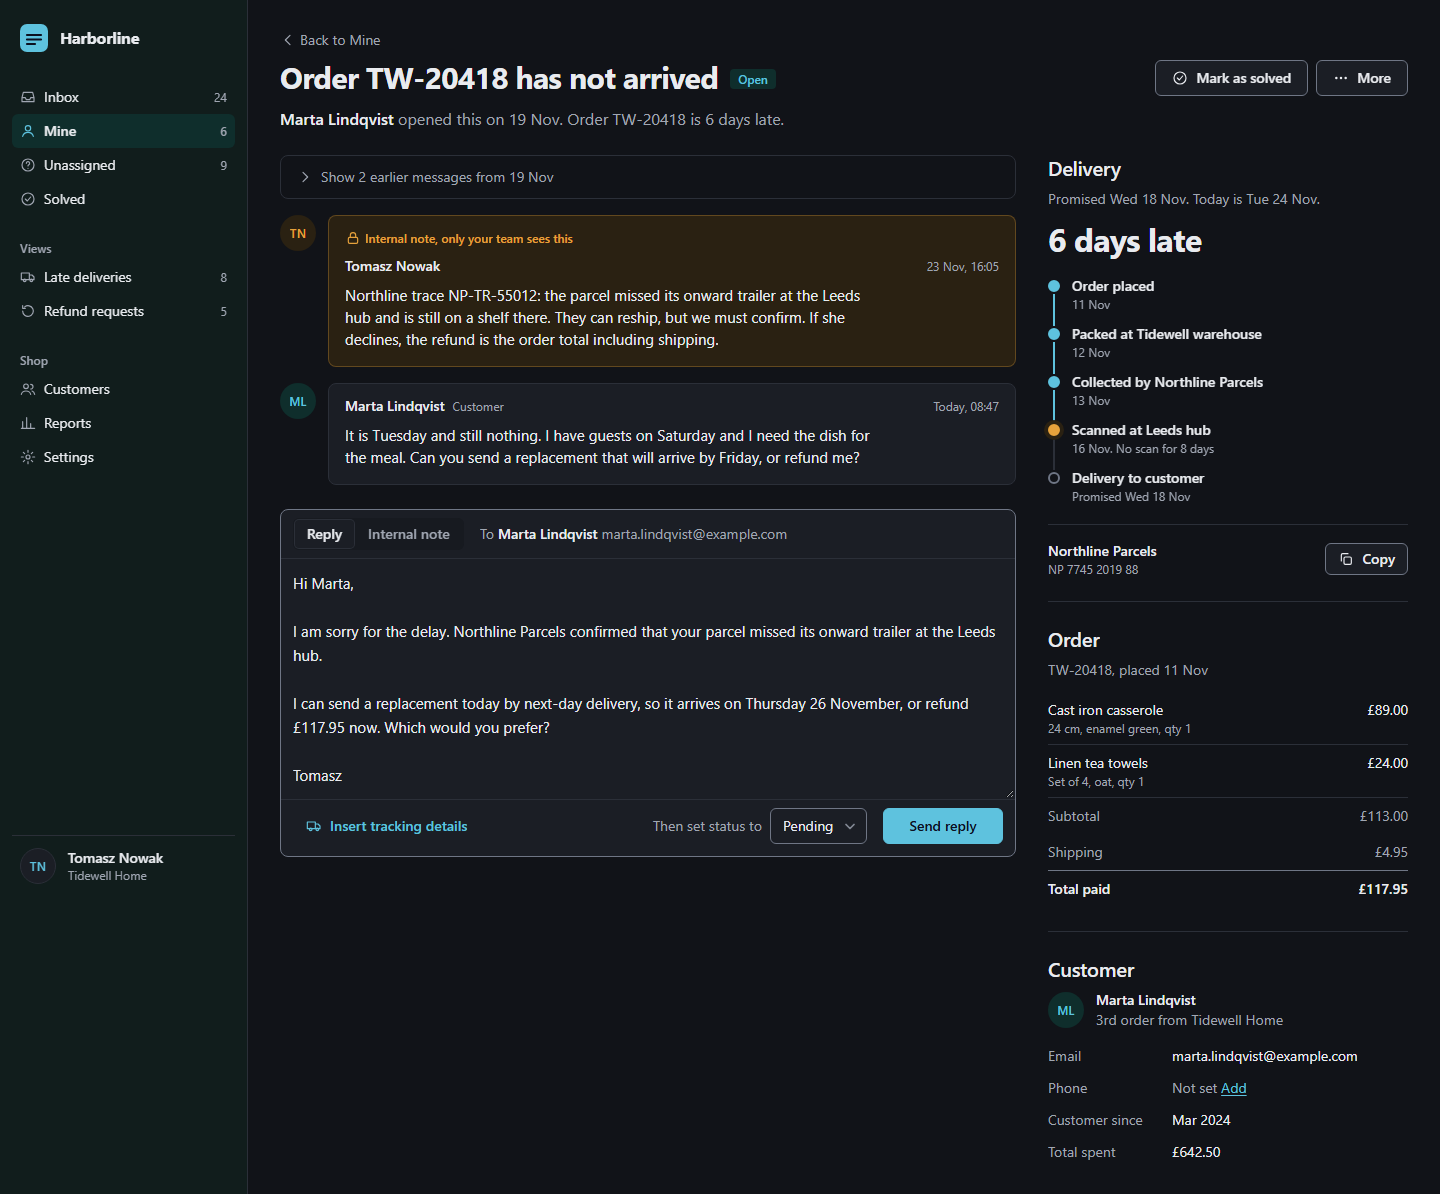 Harborline
Inbox 24
Mine 6
Unassigned 9
Solved
Views
Late deliveries 8
Refund requests 5
Shop
Customers
Reports
Settings
TN
Tomasz Nowak
Tidewell Home
Back to Mine
Order TW-20418 has not arrived Open
Mark as solved
More
Marta Lindqvist opened this on 19 Nov. Order TW-20418 is 6 days late.
Show 2 earlier messages from 19 Nov
TN
Internal note, only your team sees this
Tomasz Nowak 23 Nov, 16:05
Northline trace NP-TR-55012: the parcel missed its onward trailer at the Leeds
hub and is still on a shelf there. They can reship, but we must confirm. If she
declines, the refund is the order total including shipping.
ML
Marta Lindqvist Customer Today, 08:47
It is Tuesday and still nothing. I have guests on Saturday and I need the dish for
the meal. Can you send a replacement that will arrive by Friday, or refund me?
Reply Internal note To Marta Lindqvist marta.lindqvist@example.com
Hi Marta,
I am sorry for the delay. Northline Parcels confirmed that your parcel missed its onward trailer at the Leeds
hub.
I can send a replacement today by next-day delivery, so it arrives on Thursday 26 November, or refund
£117.95 now. Which would you prefer?
Tomasz
Insert tracking details Then set status to Pending Send reply
Delivery
Promised Wed 18 Nov. Today is Tue 24 Nov.
6 days late
Order placed
11 Nov
Packed at Tidewell warehouse
12 Nov
Collected by Northline Parcels
13 Nov
Scanned at Leeds hub
16 Nov. No scan for 8 days
Delivery to customer
Promised Wed 18 Nov
Northline Parcels
NP 7745 2019 88
Copy
Order
TW-20418, placed 11 Nov
Cast iron casserole £89.00
24 cm, enamel green, qty 1
Linen tea towels £24.00
Set of 4, oat, qty 1
Subtotal £113.00
Shipping £4.95
Total paid £117.95
Customer
ML
Marta Lindqvist
3rd order from Tidewell Home
Email marta.lindqvist@example.com
Phone Not set Add
Customer since Mar 2024
Total spent £642.50